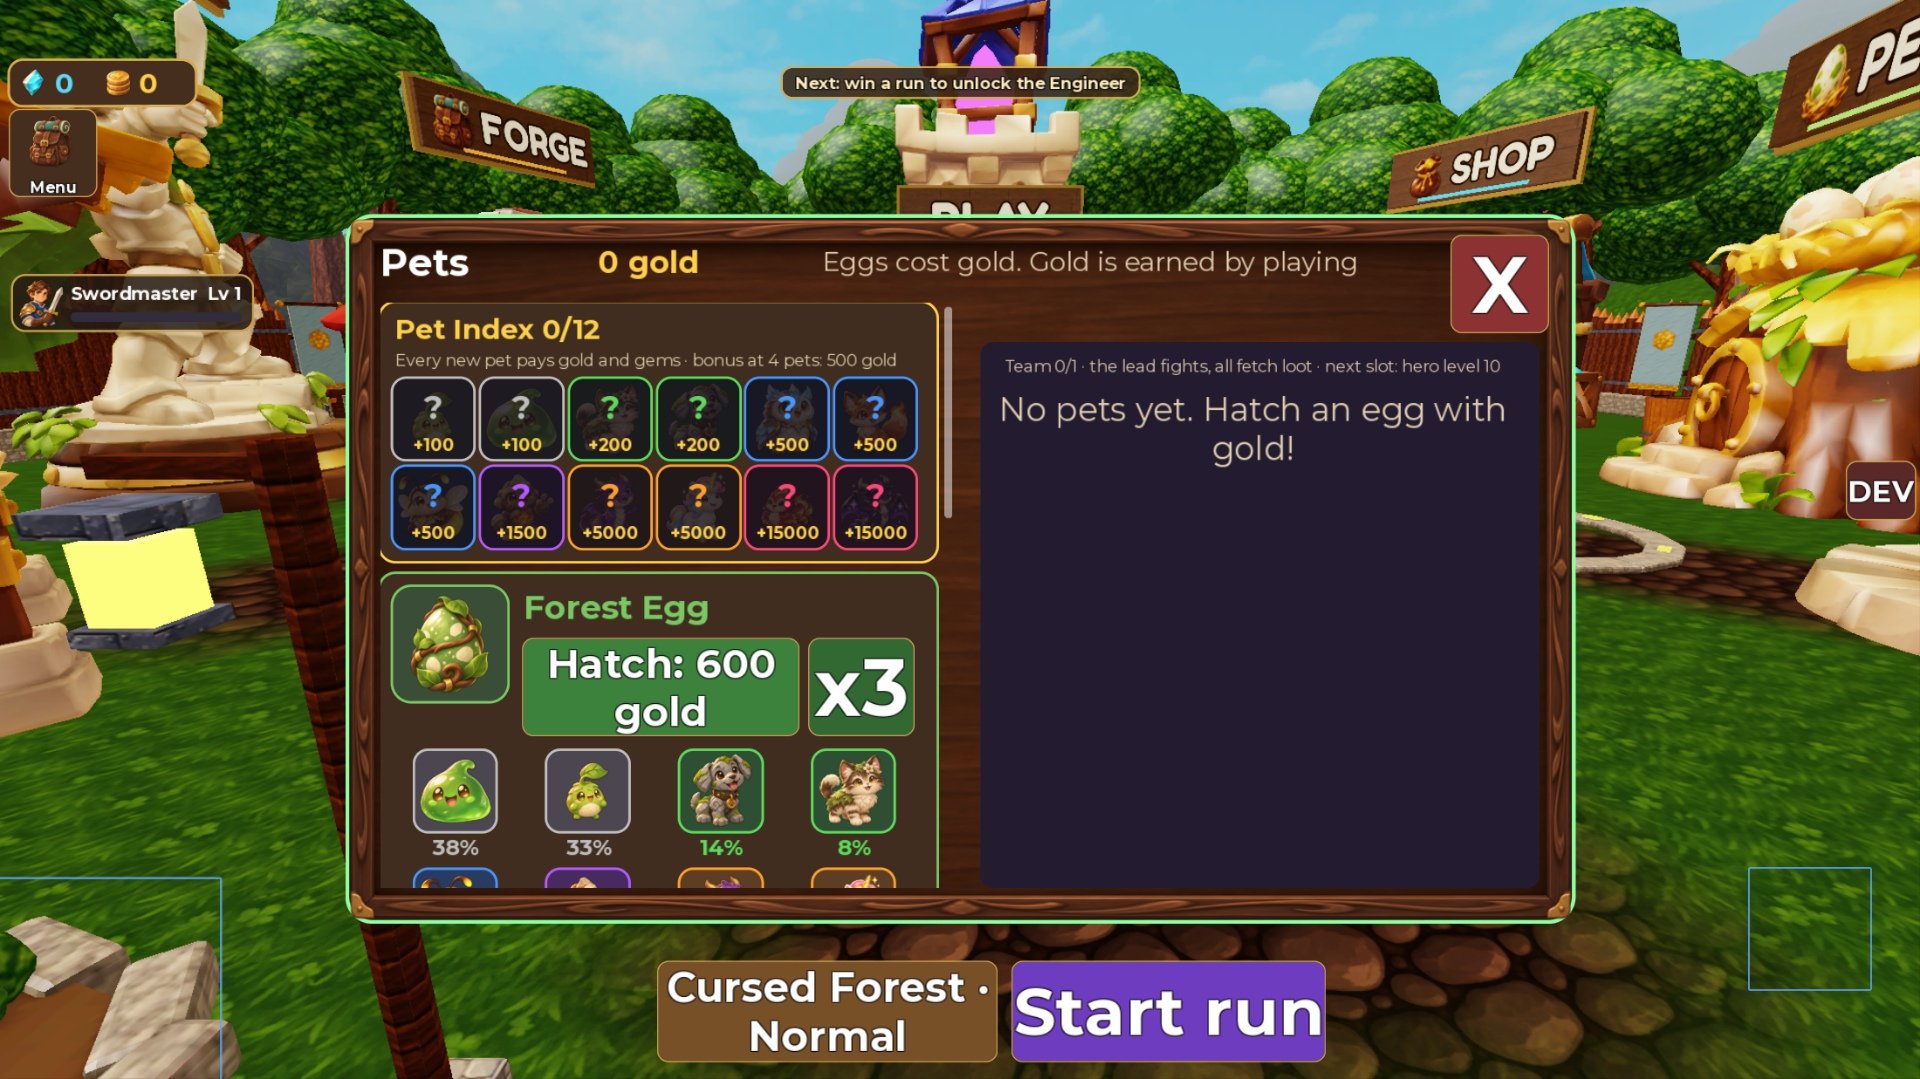 0 0
Menu
FORGE
Next: win a run to unlock the Engineer
SHOP
PE
PLAY
Swordmaster Lv 1
Pets
0 gold
Eggs cost gold. Gold is earned by playing
X
Pet Index 0/12
Every new pet pays gold and gems · bonus at 4 pets: 500 gold
? ? ? ? ? ?
+100 +100 +200 +200 +500 +500
? ? ? ? ? ?
+500 +1500 +5000 +5000 +15000 +15000
Team 0/1 · the lead fights, all fetch loot · next slot: hero level 10
No pets yet. Hatch an egg with
gold!
DEV
Forest Egg
Hatch: 600
gold
x3
38% 33% 14% 8%
Cursed Forest ·
Normal
Start run